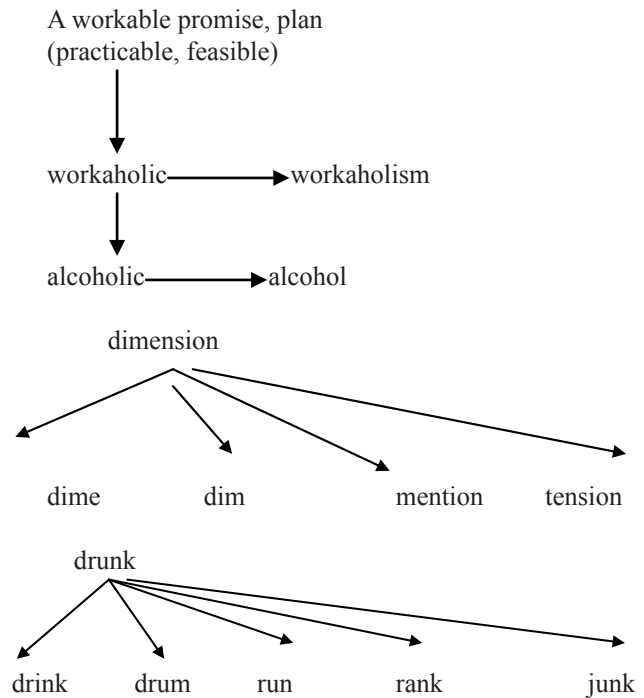 A workable promise, plan
(practicable, feasible)
workaholic workaholism
alcoholic alcohol
dimension
dime dim mention tension
drunk
drink drum run rank junk